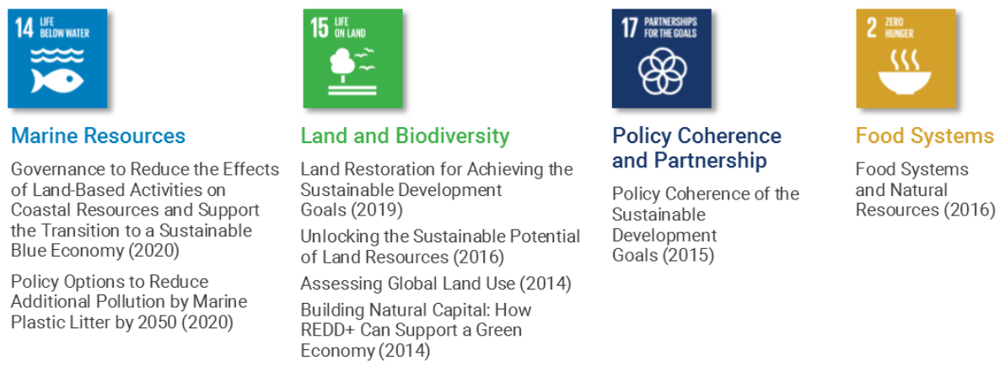 14 LIFE
BELOW WATER
Marine Resources
Governance to Reduce the Effects
of Land-Based Activities on
Coastal Resources and Support
the Transition to a Sustainable
Blue Economy (2020)
Policy Options to Reduce
Additional Pollution by Marine
Plastic Litter by 2050 (2020)
15 LIFE
ON LAND
Land and Biodiversity
Land Restoration for Achieving the
Sustainable Development
Goals (2019)
Unlocking the Sustainable Potential
of Land Resources (2016)
Assessing Global Land Use (2014)
Building Natural Capital: How
REDD+ Can Support a Green
Economy (2014)
17 PARTNERSHIPS
FOR THE GOALS
Policy Coherence
and Partnership
Policy Coherence of the
Sustainable
Development
Goals (2015)
2 ZERO
HUNGER
Food Systems
Food Systems
and Natural
Resources (2016)